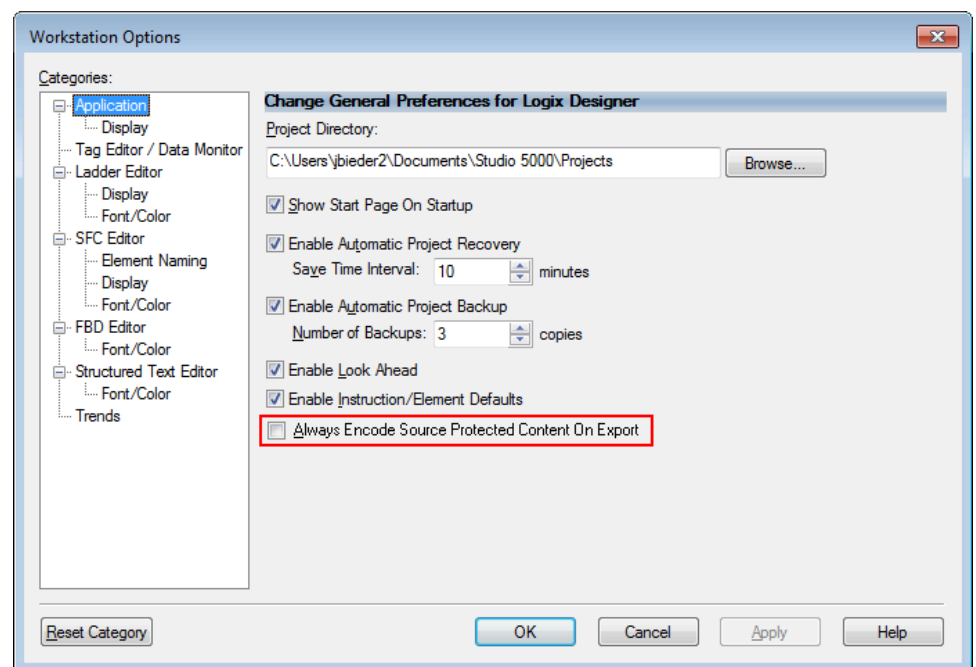 Workstation Options
Categories:
Application
Display
Tag Editor / Data Monitor
Ladder Editor
Display
Font/Color
SFC Editor
Element Naming
Display
Font/Color
FBD Editor
Font/Color
Structured Text Editor
Font/Color
Trends
Change General Preferences for Logix Designer
Project Directory:
C:\Users\jbieder2\Documents\Studio 5000\Projects
Browse...
Show Start Page On Startup
Enable Automatic Project Recovery
Save Time Interval: 10 minutes
Enable Automatic Project Backup
Number of Backups: 3 copies
Enable Look Ahead
Enable Instruction/Element Defaults
Always Encode Source Protected Content On Export
Reset Category
OK
Cancel
Apply
Help